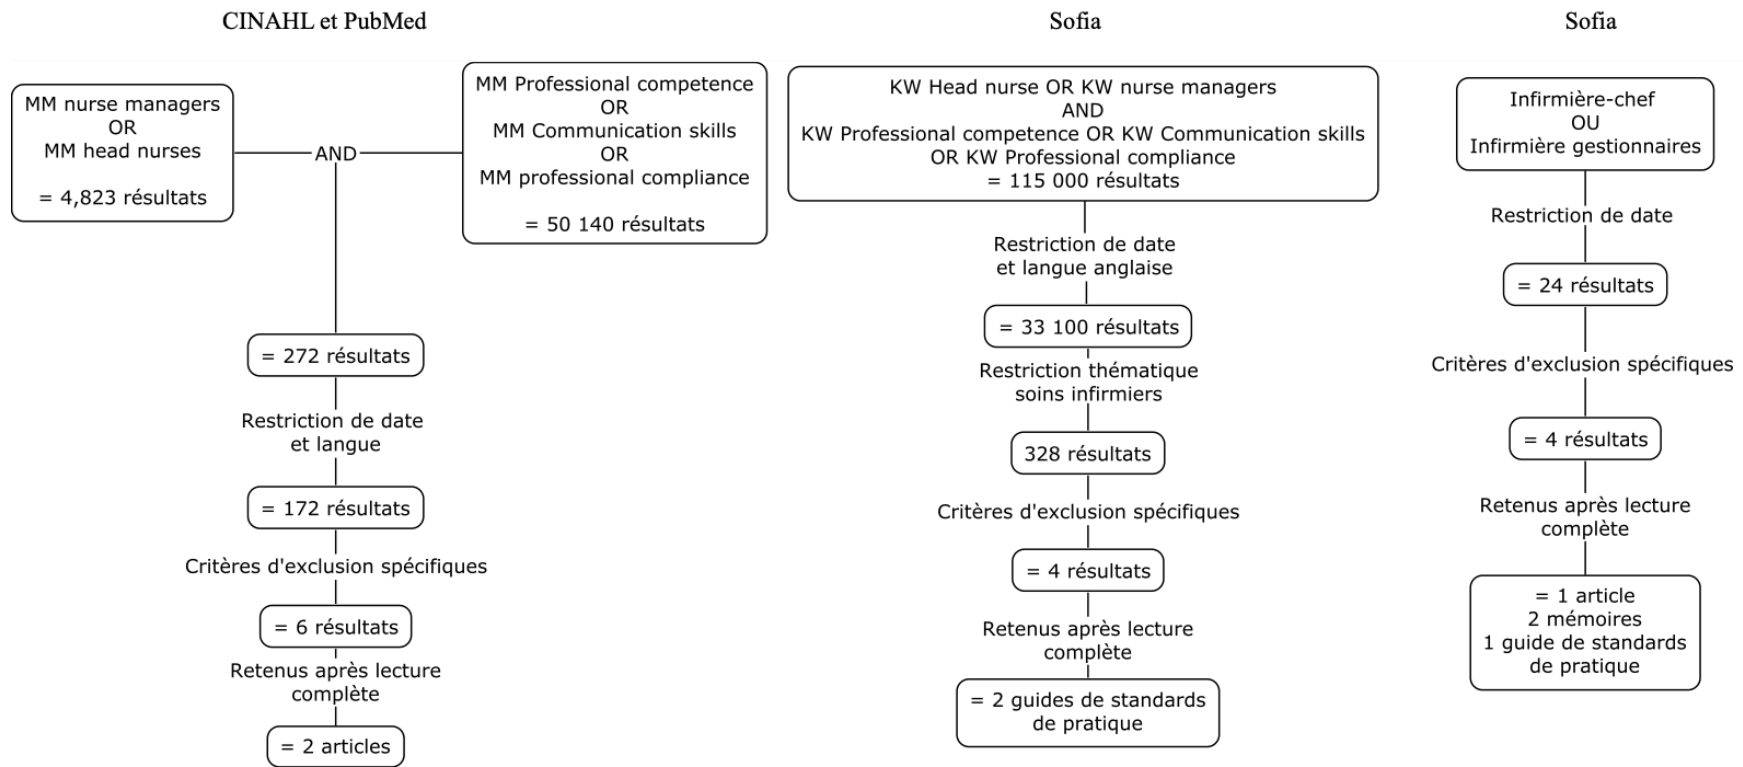 CINAHL et PubMed
MM nurse managers
OR
MM head nurses
= 4,823 résultats
AND
MM Professional competence
OR
MM Communication skills
OR
MM professional compliance
= 50 140 résultats
= 272 résultats
Restriction de date
et langue
= 172 résultats
Critères d'exclusion spécifiques
= 6 résultats
Retenus après lecture
complète
= 2 articles
Sofia
KW Head nurse OR KW nurse managers
AND
KW Professional competence OR KW Communication skills
OR KW Professional compliance
= 115 000 résultats
Restriction de date
et langue anglaise
= 33 100 résultats
Restriction thématique
soins infirmiers
328 résultats
Critères d'exclusion spécifiques
= 4 résultats
Retenus après lecture
complète
= 2 guides de standards
de pratique
Sofia
Infirmière-chef
OU
Infirmière gestionnaires
Restriction de date
= 24 résultats
Critères d'exclusion spécifiques
= 4 résultats
Retenus après lecture
complète
= 1 article
2 mémoires
1 guide de standards
de pratique